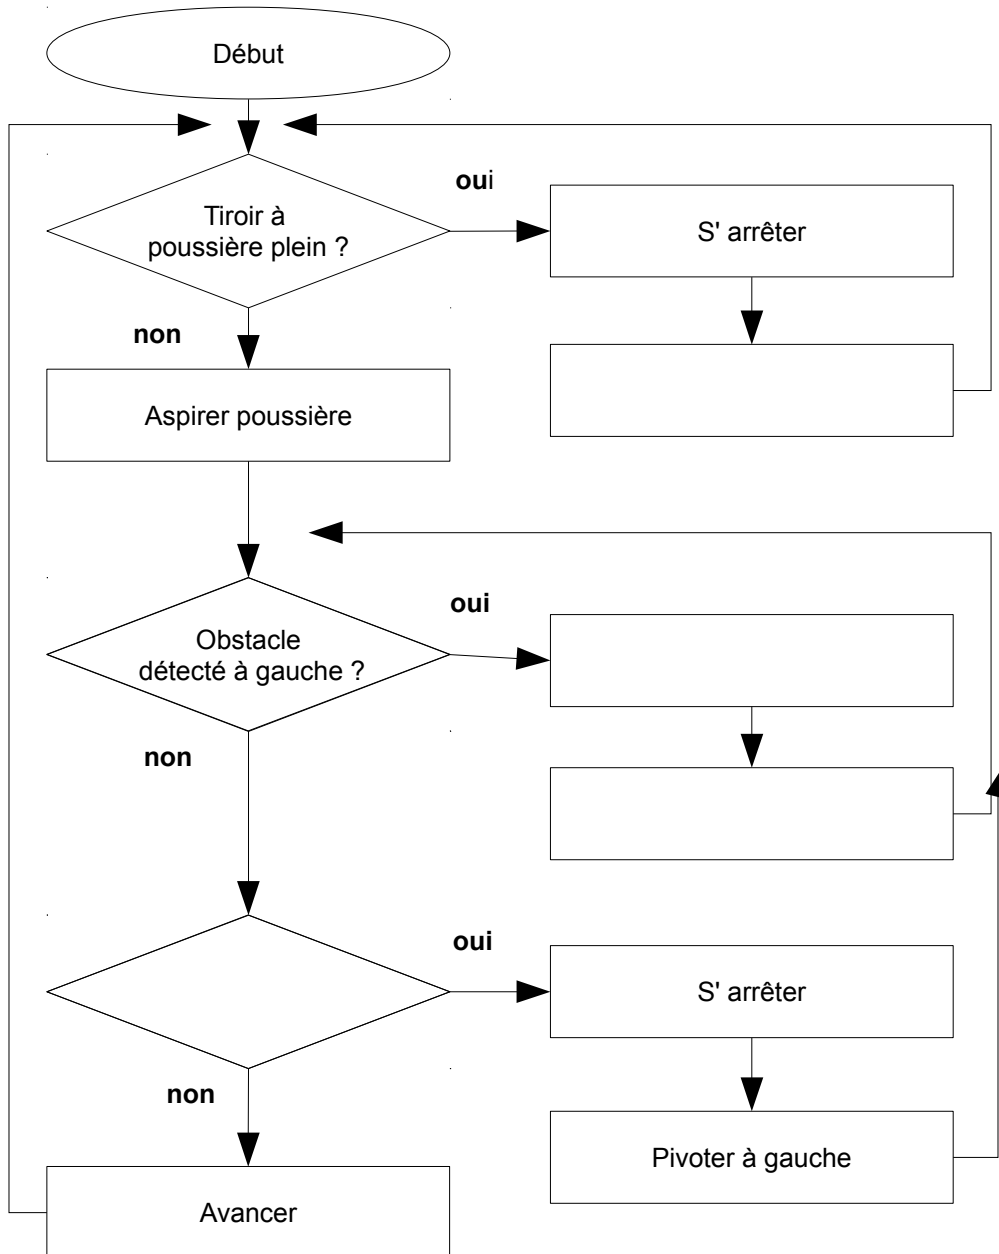 Début
oui
Tiroir à
poussière plein ?
S' arrêter
non
Aspirer poussière
oui
Obstacle
détecté à gauche ?
non
oui
S' arrêter
non
Pivoter à gauche
Avancer